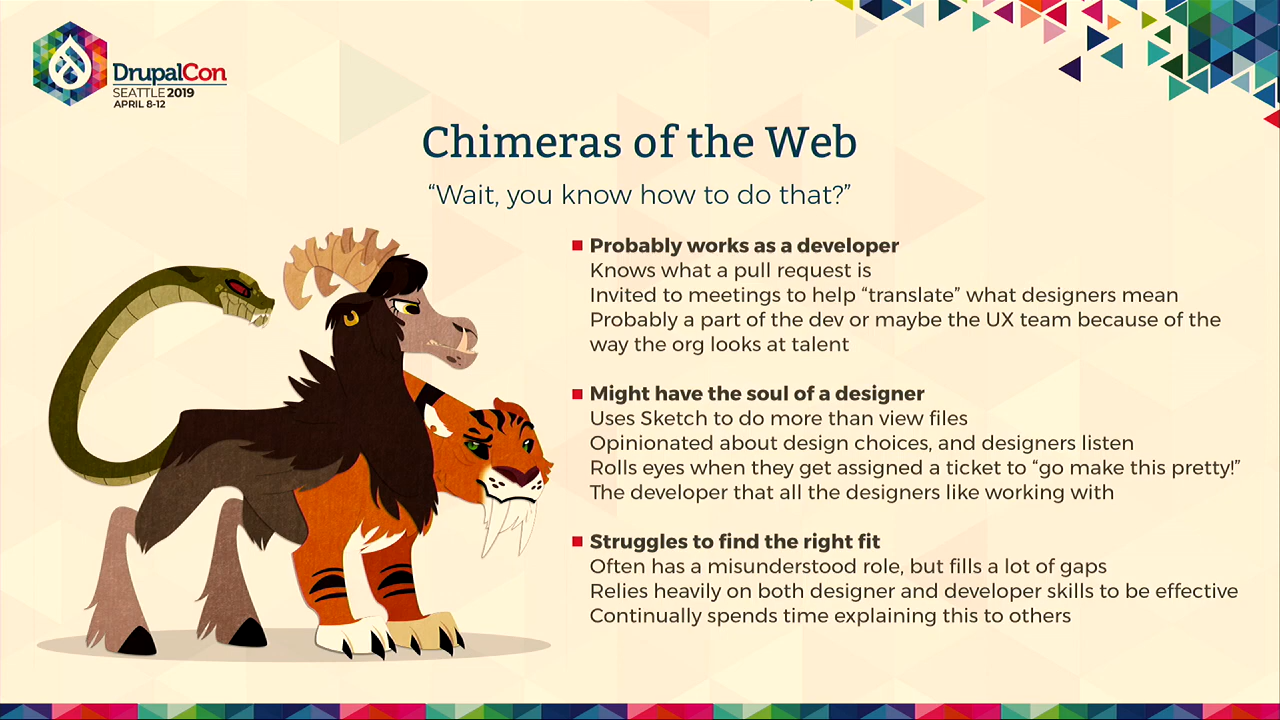 DrupalCon
SEATTLE 2019
APRIL 8-12
Chimeras of the Web
“Wait, you know how to do that?”
Probably works as a developer
Knows what a pull request is
Invited to meetings to help “translate” what designers mean
Probably a part of the dev or maybe the UX team because of the
way the org looks at talent
Might have the soul of a designer
Uses Sketch to do more than view files
Opinionated about design choices, and designers listen
Rolls eyes when they get assigned a ticket to “go make this pretty!”
The developer that all the designers like working with
Struggles to find the right fit
Often has a misunderstood role, but fills a lot of gaps
Relies heavily on both designer and developer skills to be effective
Continually spends time explaining this to others